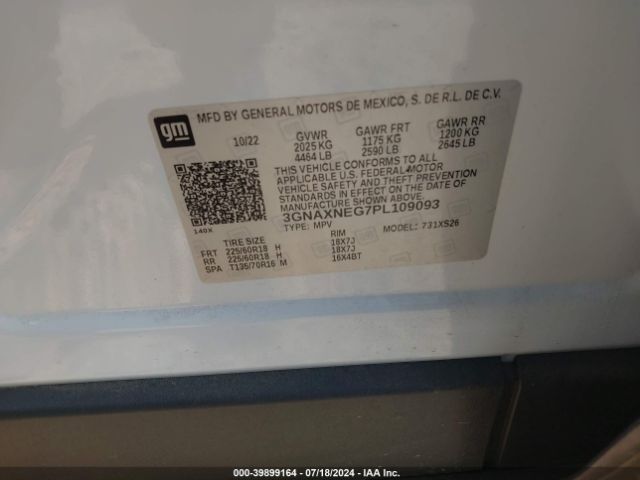 gm
MFD BY GENERAL MOTORS DE MEXICO, S. DE R.L. DE C.V.
10/22 GVWR GAWR FRT GAWR RR
2025 KG 1175 KG 1200 KG
4464 LB 2590 LB 2645 LB
THIS VEHICLE CONFORMS TO ALL
APPLICABLE U.S. FEDERAL MOTOR
VEHICLE SAFETY AND THEFT PREVENTION
STANDARDS IN EFFECT ON THE DATE OF
MANUFACTURE SHOWN ABOVE.
3GNAXNEG7PL109093
140X
TYPE: MPV MODEL: 731XS26
TIRE SIZE RIM
FRT 225/60R18 H 18X7J
RR 225/60R18 H 18X7J
SPA T135/70R16 M 16X4BT
000-39899164 - 07/18/2024 - IAA Inc.